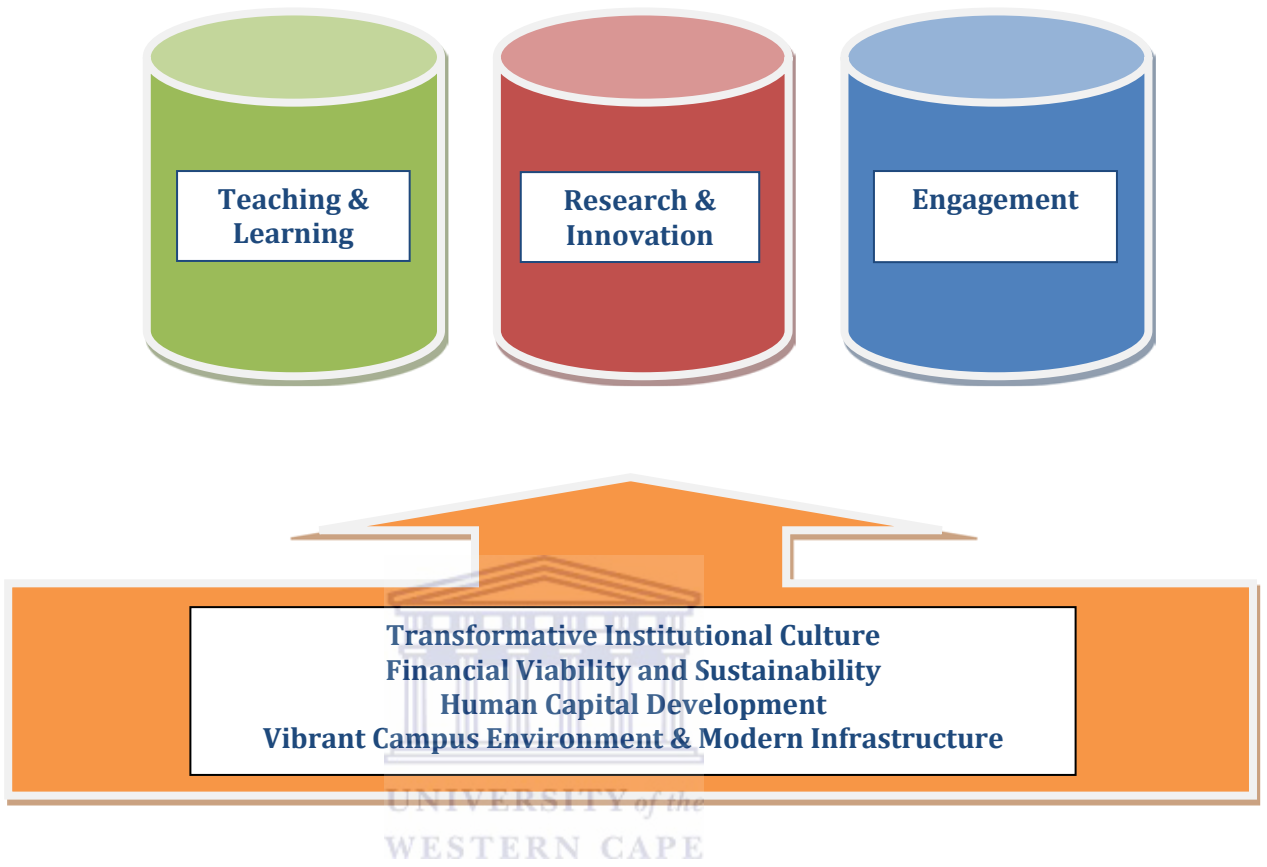 Teaching &
Learning
Research &
Innovation
Engagement
Transformative Institutional Culture
Financial Viability and Sustainability
Human Capital Development
Vibrant Campus Environment & Modern Infrastructure
UNIVERSITY of the
WESTERN CAPE